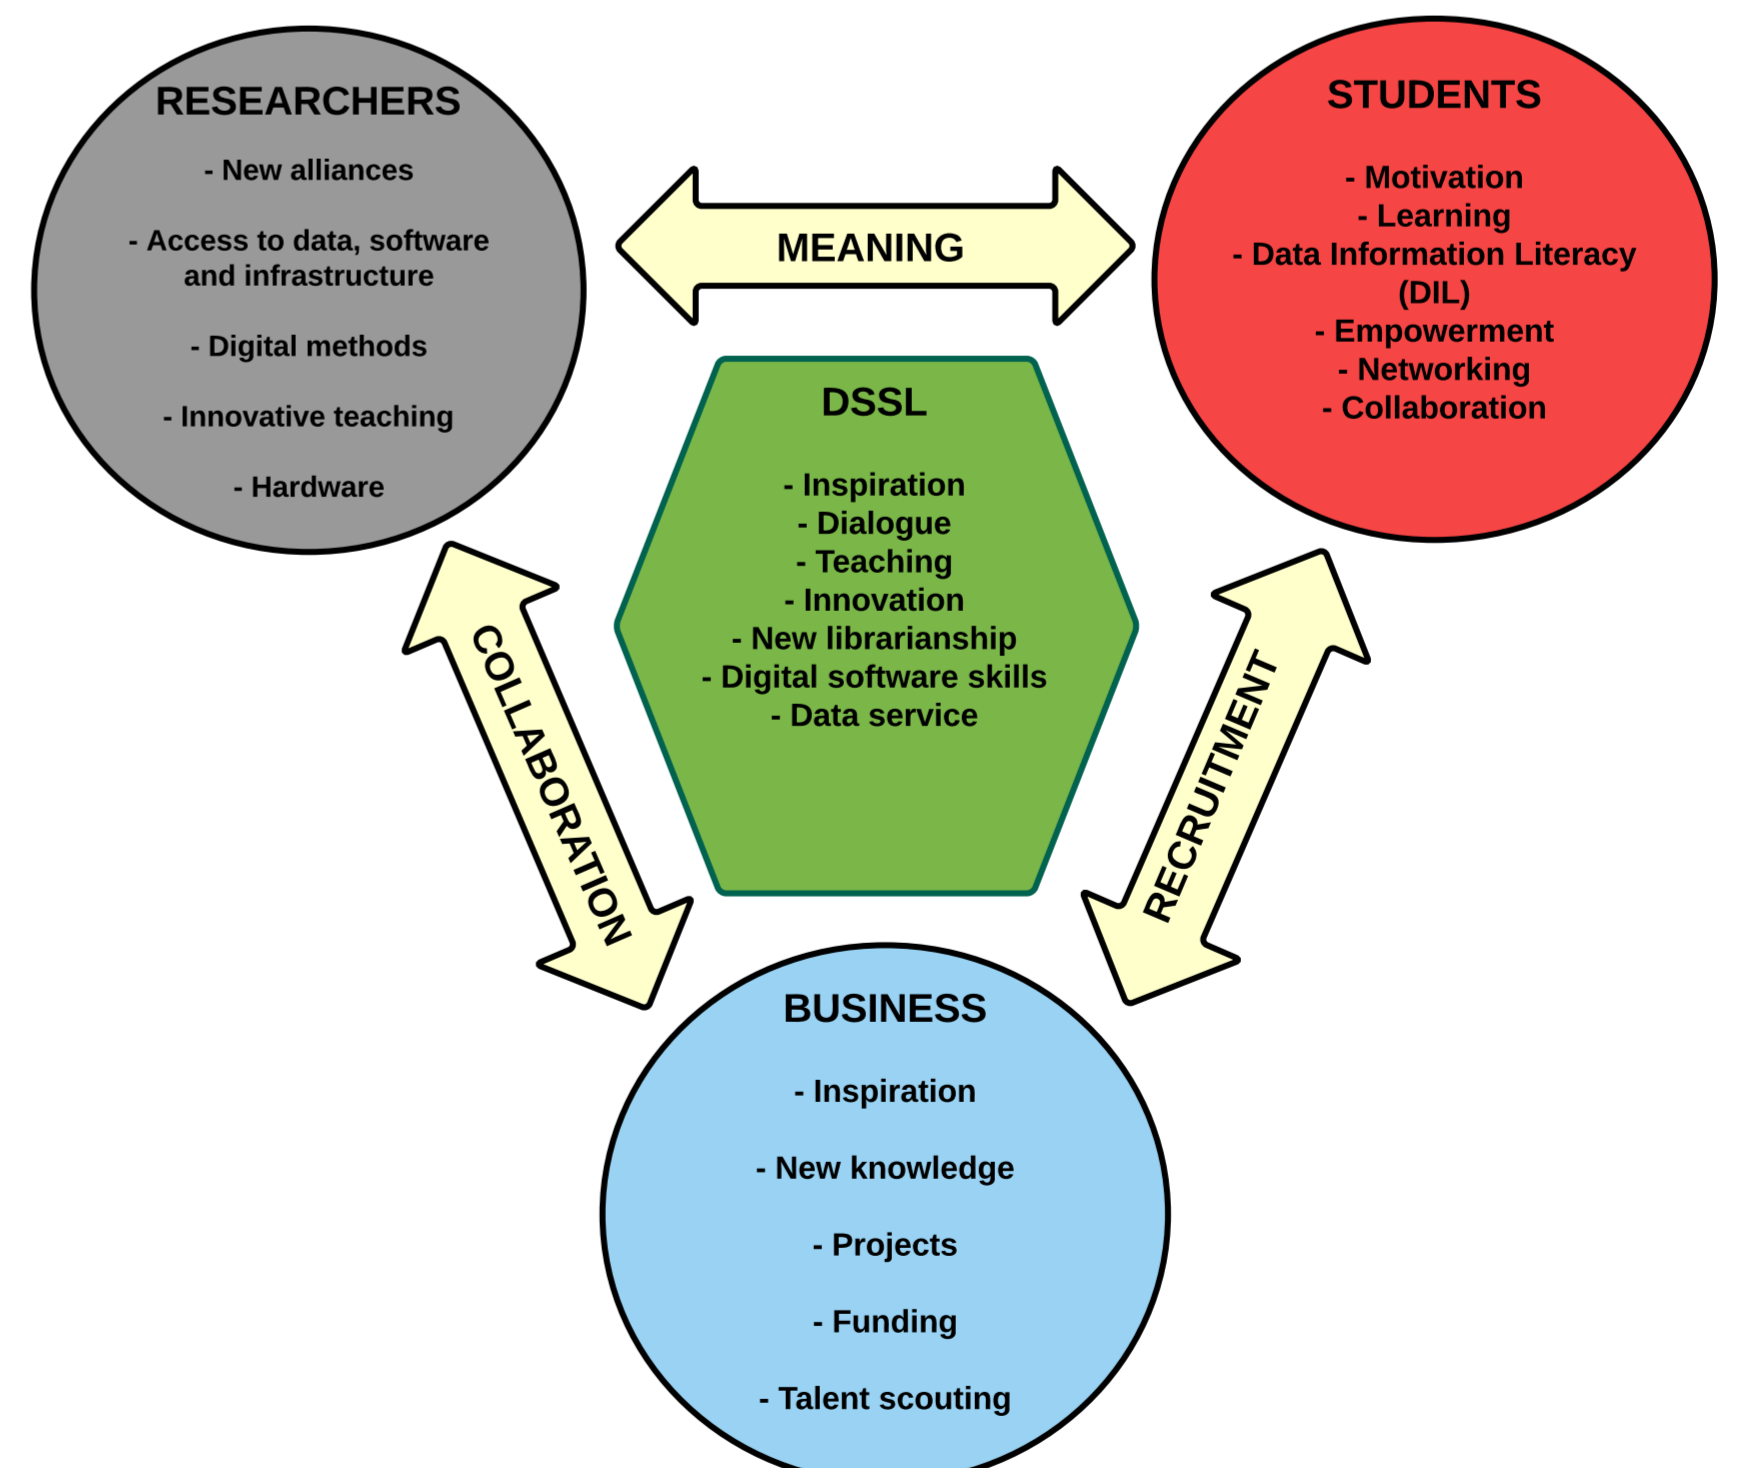 RESEARCHERS
- New alliances
- Access to data, software
and infrastructure
- Digital methods
- Innovative teaching
- Hardware
MEANING
STUDENTS
- Motivation
- Learning
- Data Information Literacy
(DIL)
- Empowerment
- Networking
- Collaboration
DSSL
- Inspiration
- Dialogue
- Teaching
- Innovation
- New librarianship
- Digital software skills
- Data service
COLLABORATION
RECRUITMENT
BUSINESS
- Inspiration
- New knowledge
- Projects
- Funding
- Talent scouting